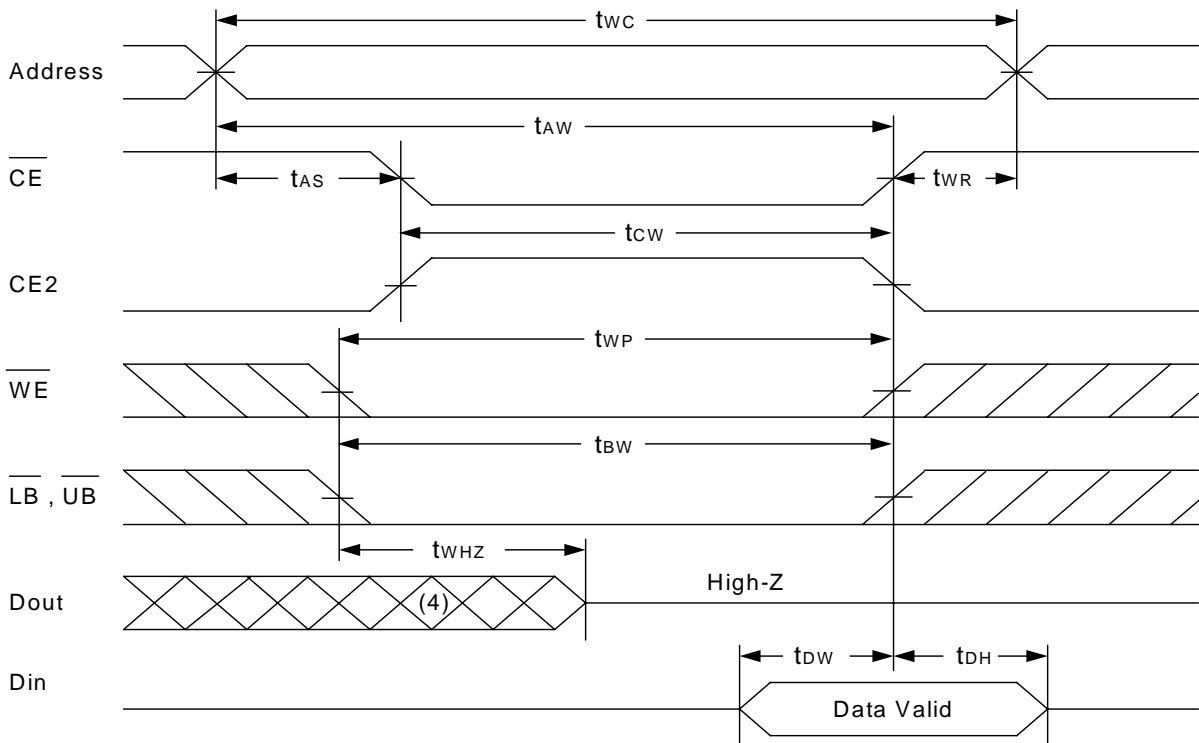 tWC
Address
tAW
CE
tAS
tWR
tCW
CE2
tWP
WE
tBW
LB , UB
tWHZ
Dout
(4)
High-Z
tDW
tDH
Din
Data Valid